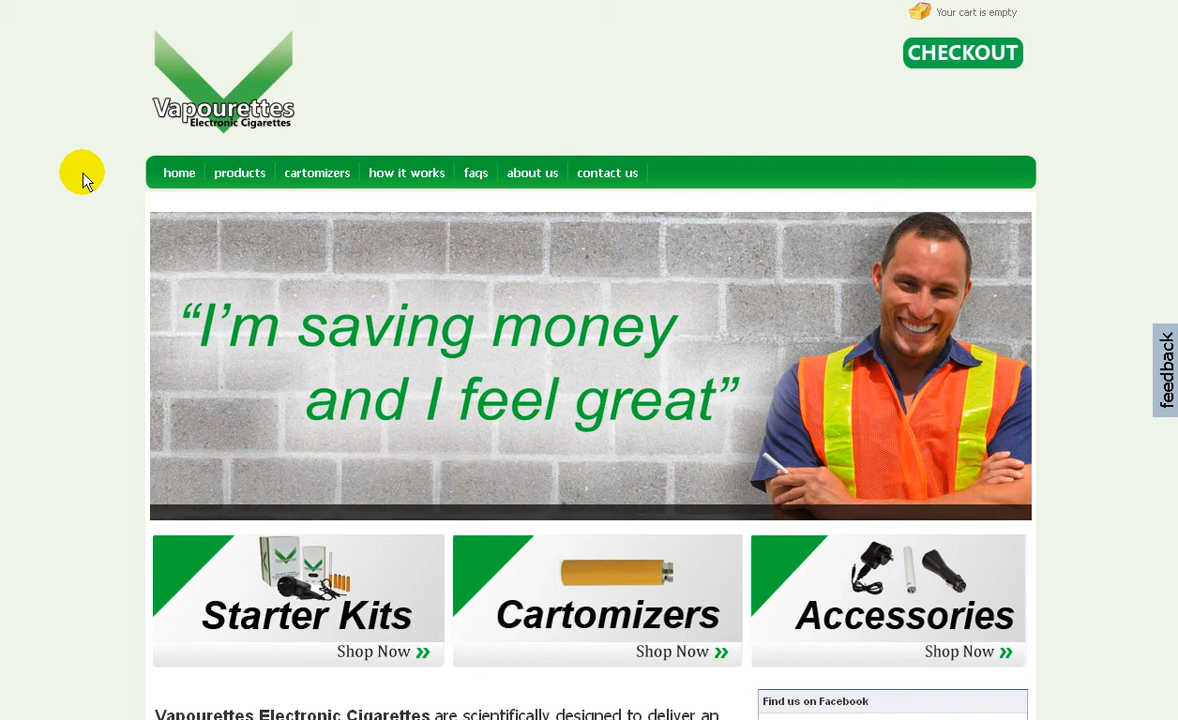 Your cart is empty
CHECKOUT
Vapourettes
Electronic Cigarettes
home products cartomizers how it works faqs about us contact us
“I’m saving money
and I feel great”
feedback
Starter Kits
Shop Now »
Cartomizers
Shop Now »
Accessories
Shop Now »
Vapourettes Electronic Cigarettes are scientifically designed to deliver an
Find us on Facebook